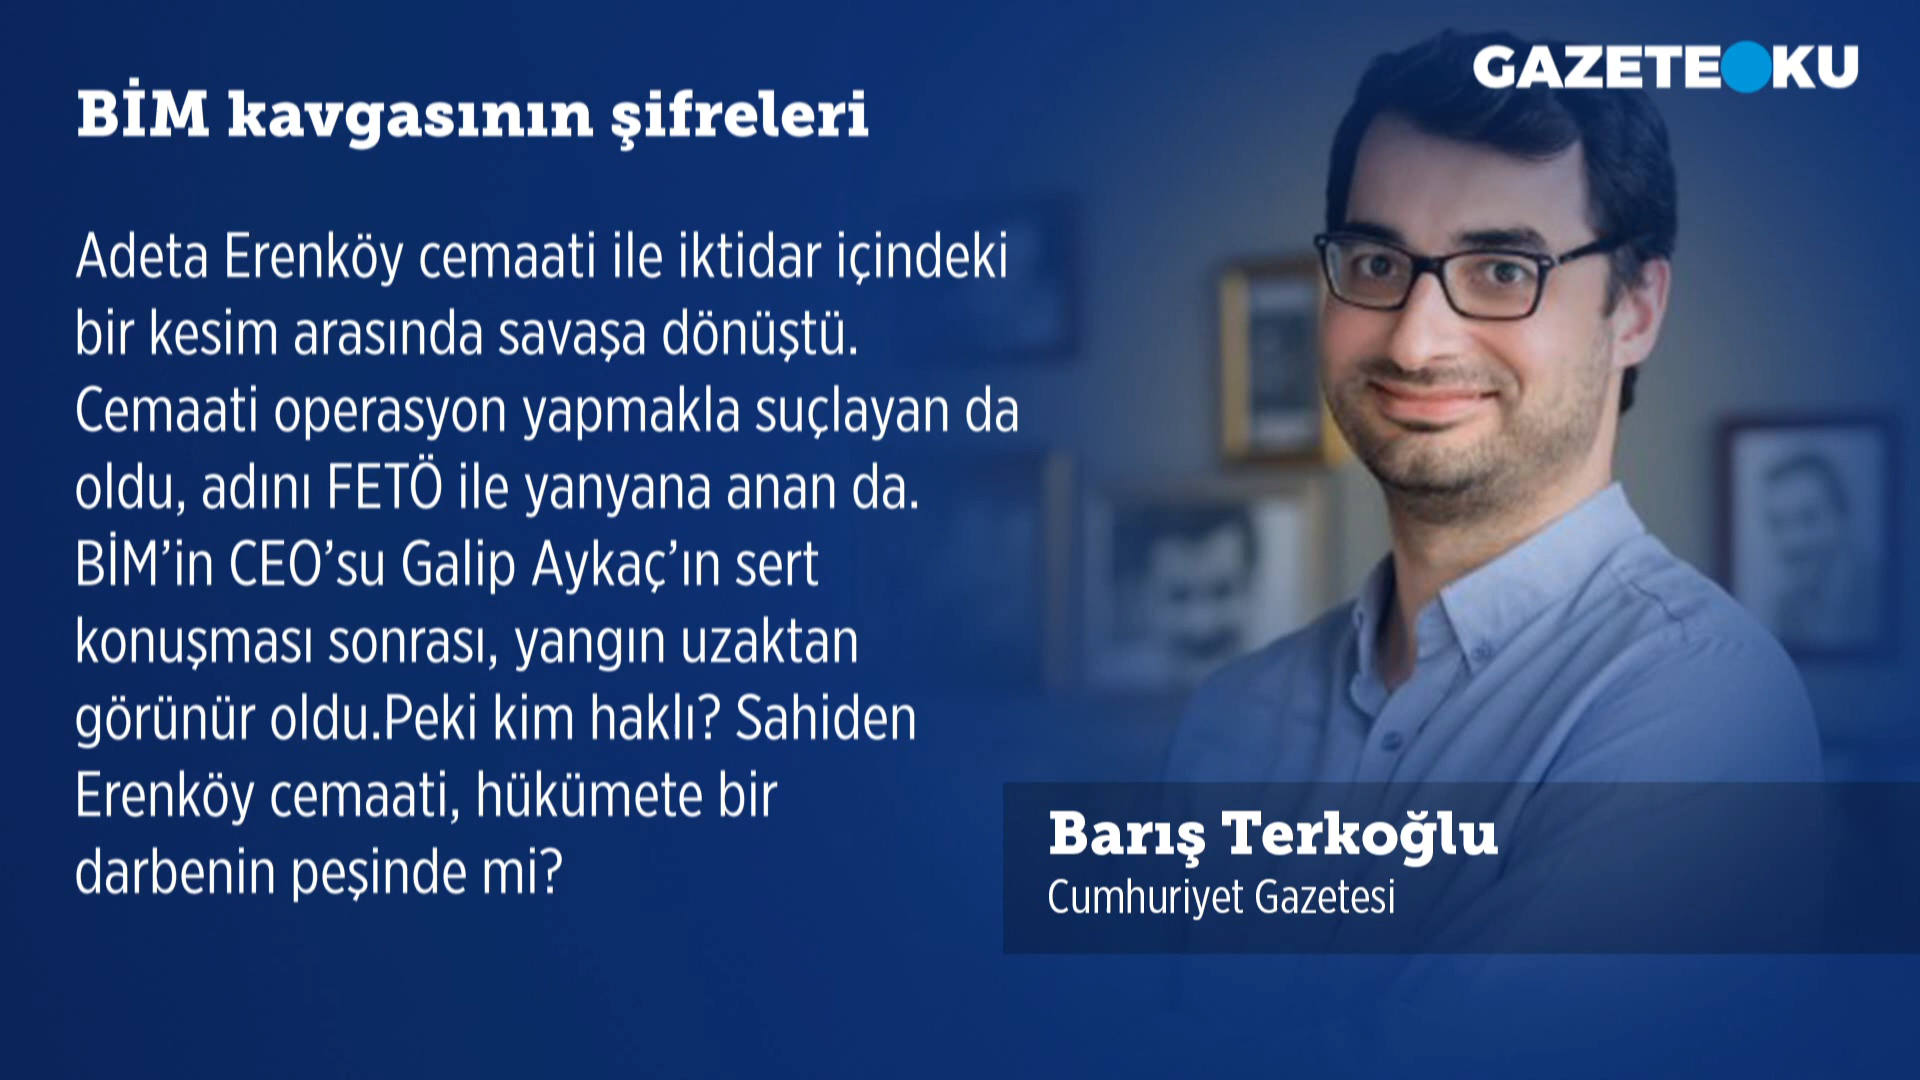 GAZETE OKU
BİM kavgasının şifreleri
Adeta Erenköy cemaati ile iktidar içindeki
bir kesim arasında savaşa dönüştü.
Cemaati operasyon yapmakla suçlayan da
oldu, adını FETÖ ile yanyana anan da.
BİM’in CEO’su Galip Aykaç’ın sert
konuşması sonrası, yangın uzaktan
görünür oldu.Peki kim haklı? Sahiden
Erenköy cemaati, hükümete bir
darbenin peşinde mi?
Barış Terkoğlu
Cumhuriyet Gazetesi